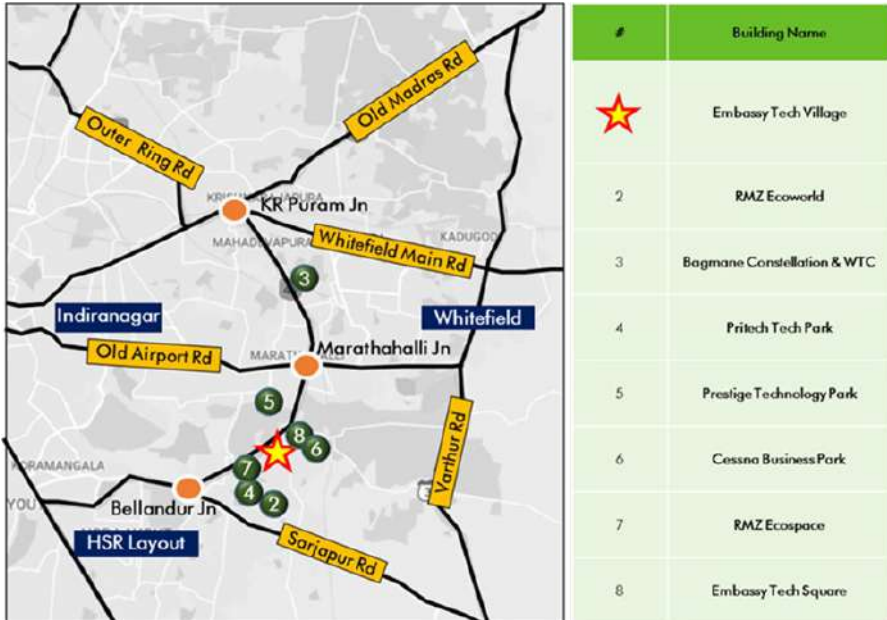 Old Madras Rd
Outer Ring Rd
KR Puram Jn
MAHADEVAPURA
KADUGODI
Whitefield Main Rd
3
Indiranagar
Whitefield
Old Airport Rd
Marathahalli Jn
5
8
6
7
4
2
Varthur Rd
KORAMANGALA
Bellandur Jn
HSR Layout
Sarjapur Rd
# Building Name
Embassy Tech Village
2 RMZ Ecoworld
3 Bagmane Constellation & WTC
4 Pritech Tech Park
5 Prestige Technology Park
6 Cessna Business Park
7 RMZ Ecospace
8 Embassy Tech Square